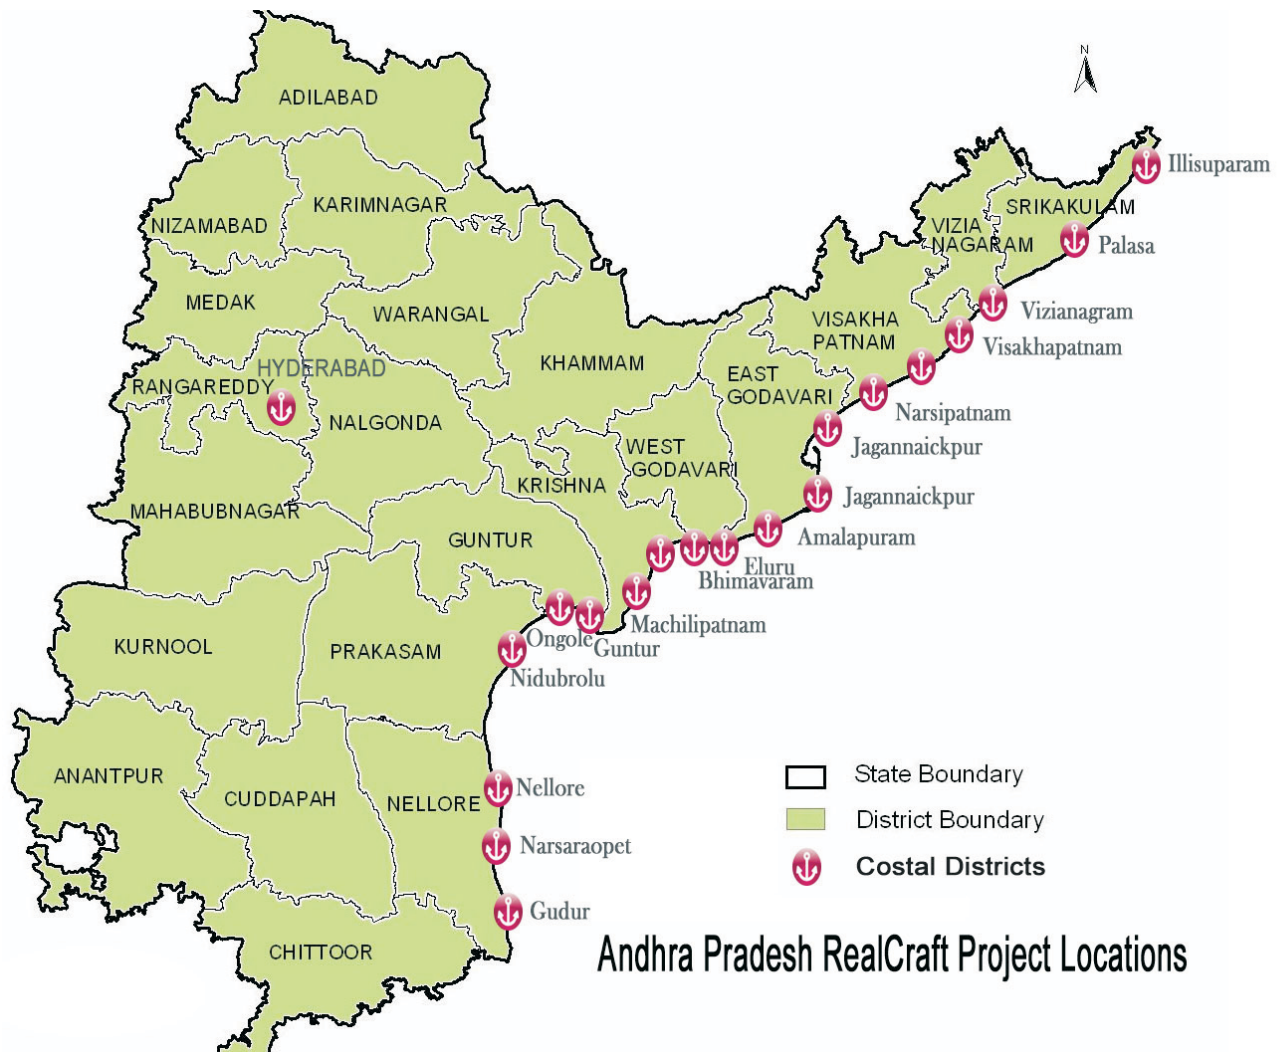 N
ADILABAD
Illisuparam
KARIMNAGAR
SRIKAKULAM
NIZAMABAD
VIZIA
NAGARAM
Palasa
MEDAK
WARANGAL
VISAKHA
PATNAM
Vizianagram
Visakhapatnam
KHAMMAM
HYDERABAD
RANGAREDDY
EAST
GODAVARI
Narsipatnam
NALGONDA
WEST
GODAVARI
Jagannaickpur
KRISHNA
Jagannaickpur
MAHABUBNAGAR
GUNTUR
Amalapuram
Eluru
Bhimavaram
Machilipatnam
Ongole
Guntur
KURNOOL
PRAKASAM
Nidubrolu
ANANTPUR
CUDDAPAH
NELLORE
Nellore
Narsaraopet
Gudur
CHITTOOR
State Boundary
District Boundary
Costal Districts
Andhra Pradesh RealCraft Project Locations